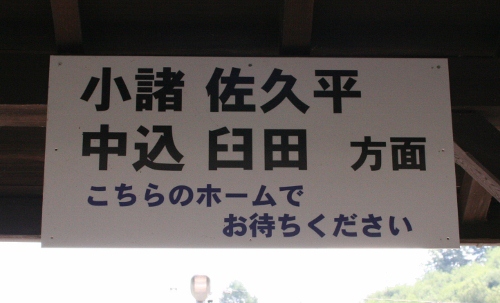 小諸 佐久平
中込 臼田 方面
こちらのホームで
お待ちください